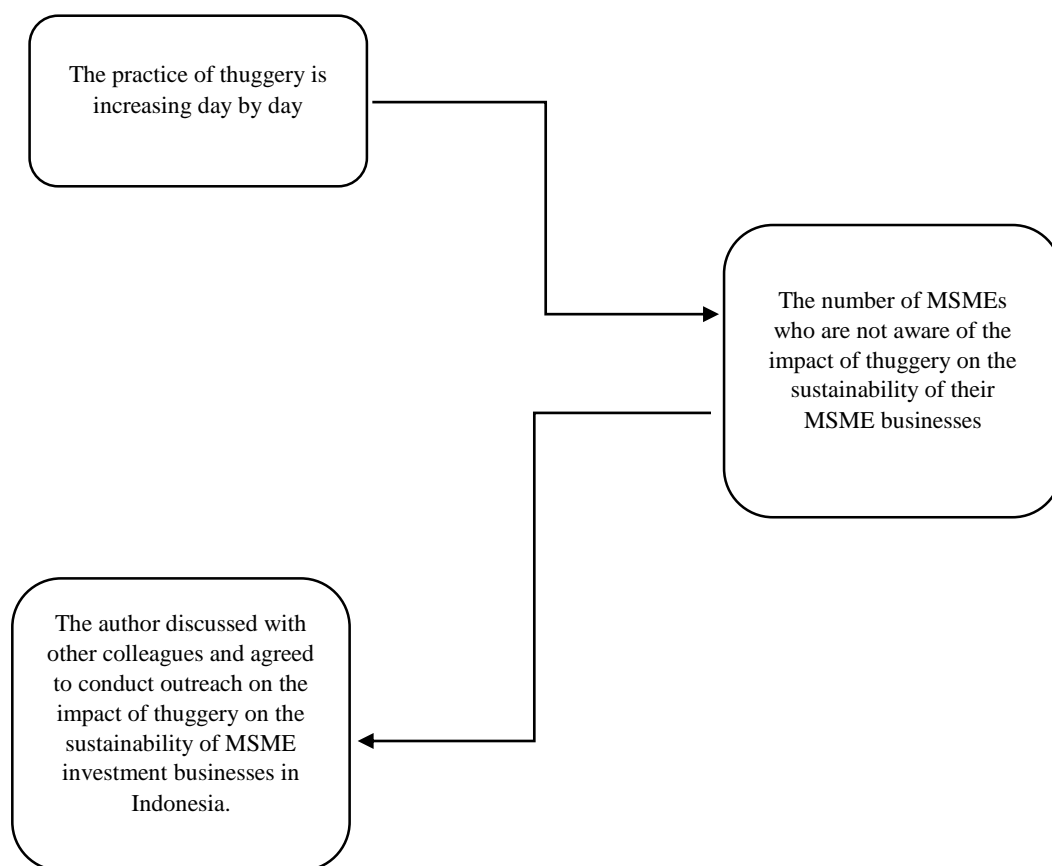 The practice of thuggery is
increasing day by day
The number of MSMEs
who are not aware of the
impact of thuggery on the
sustainability of their
MSME businesses
The author discussed with
other colleagues and agreed
to conduct outreach on the
impact of thuggery on the
sustainability of MSME
investment businesses in
Indonesia.